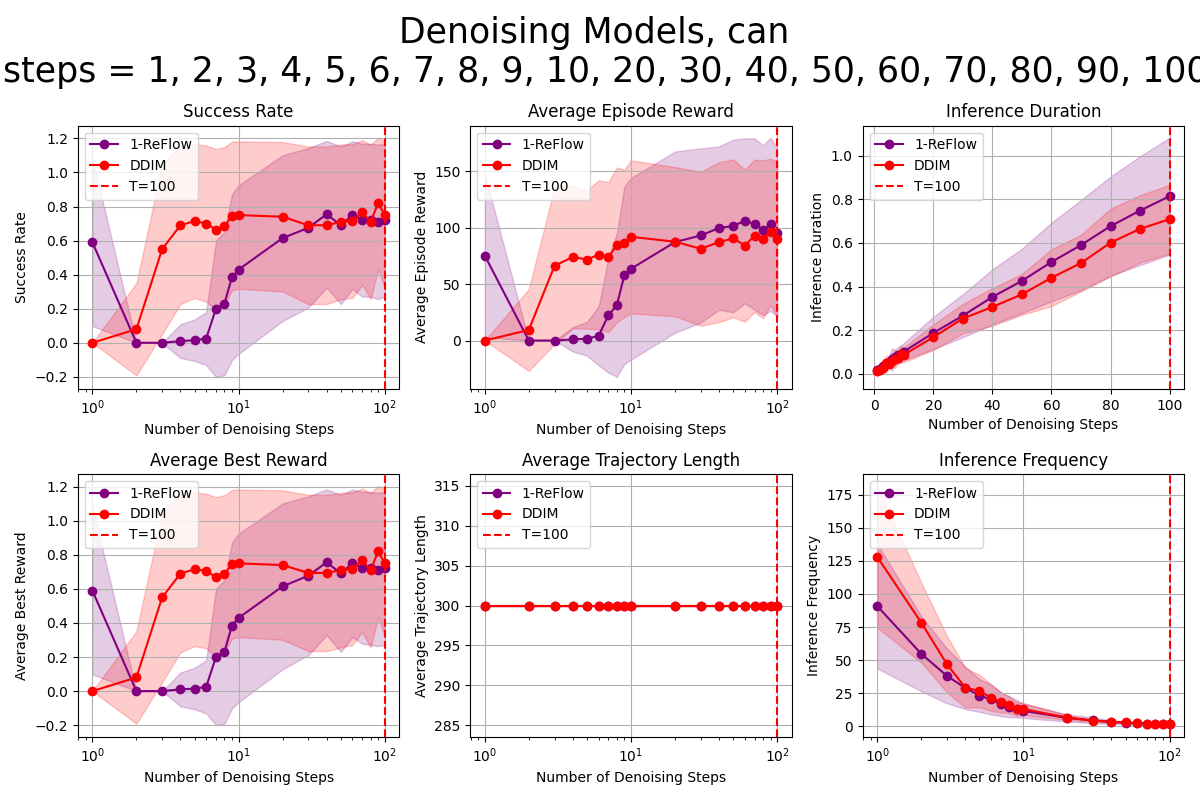 Denoising Models, can
steps = 1, 2, 3, 4, 5, 6, 7, 8, 9, 10, 20, 30, 40, 50, 60, 70, 80, 90, 100
Success Rate
1.2
1.0
0.8
0.6
0.4
0.2
0.0
−0.2
Success Rate
1-ReFlow
DDIM
T=100
10^0
10^1
10^2
Number of Denoising Steps
Average Episode Reward
150
100
50
0
Average Episode Reward
1-ReFlow
DDIM
T=100
10^0
10^1
10^2
Number of Denoising Steps
Inference Duration
1.0
0.8
0.6
0.4
0.2
0.0
Inference Duration
1-ReFlow
DDIM
T=100
0 20 40 60 80 100
Number of Denoising Steps
Average Best Reward
1.2
1.0
0.8
0.6
0.4
0.2
0.0
−0.2
Average Best Reward
1-ReFlow
DDIM
T=100
10^0
10^1
10^2
Number of Denoising Steps
Average Trajectory Length
315
310
305
300
295
290
285
Average Trajectory Length
1-ReFlow
DDIM
T=100
10^0
10^1
10^2
Number of Denoising Steps
Inference Frequency
175
150
125
100
75
50
25
0
Inference Frequency
1-ReFlow
DDIM
T=100
10^0
10^1
10^2
Number of Denoising Steps